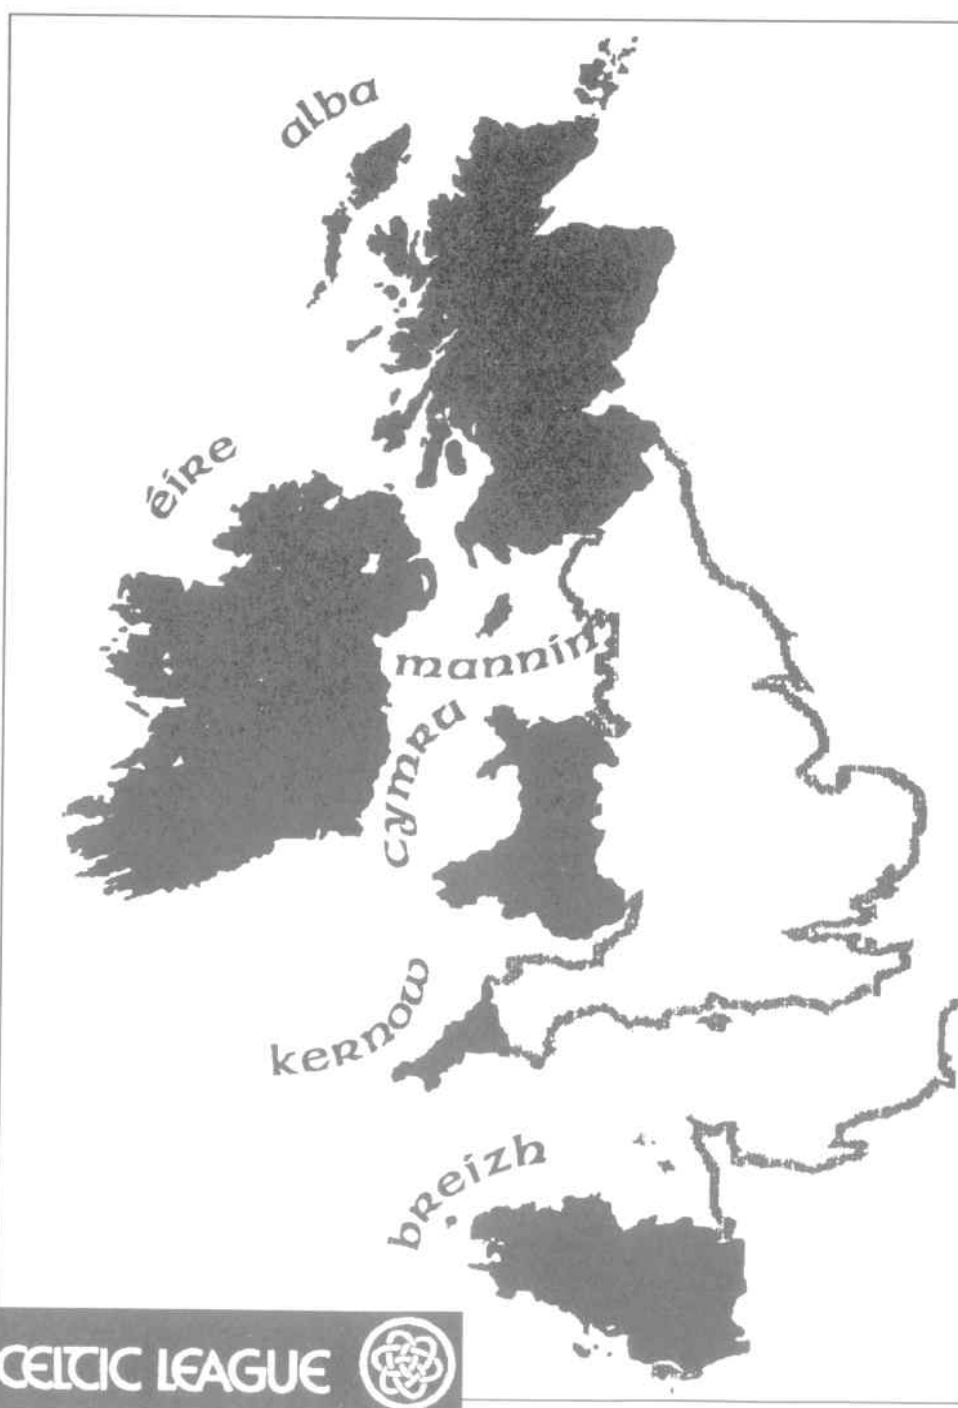 alba
éire
mannin
cymru
kernow
breizh
CELTIC LEAGUE